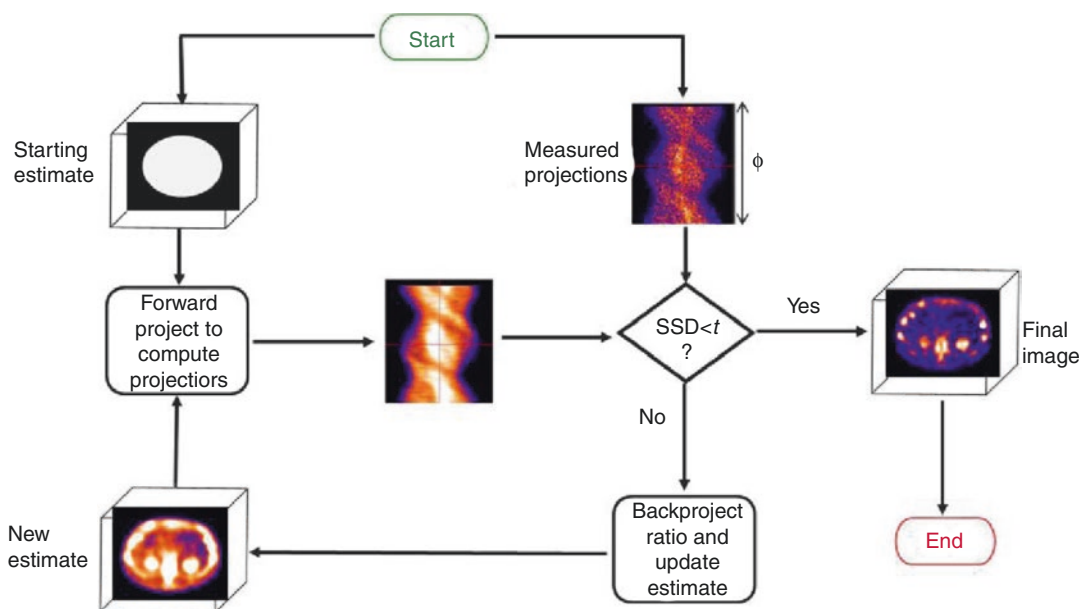 Start
Starting
estimate
Measured
projections
ϕ
Forward
project to
compute
projectiors
SSD<t
?
Yes
Final
image
No
New
estimate
Backproject
ratio and
update
estimate
End